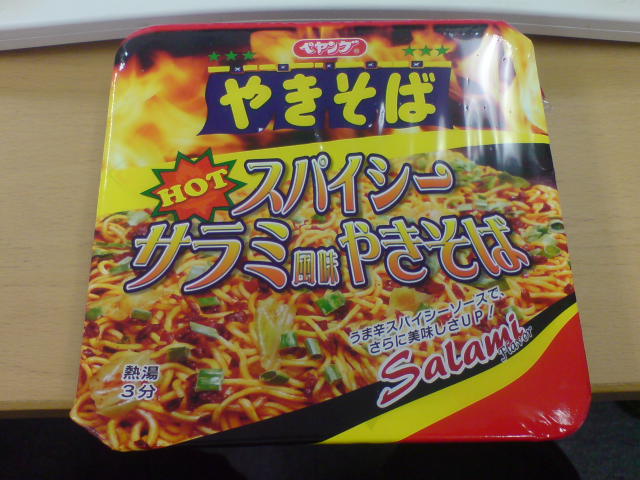 ペヤング®
やきそば
HOT
スパイシー
サラミ風味やきそば
うま辛スパイシーソースで、
さらに美味しさUP!
Salami
Flavor
熱湯
3分